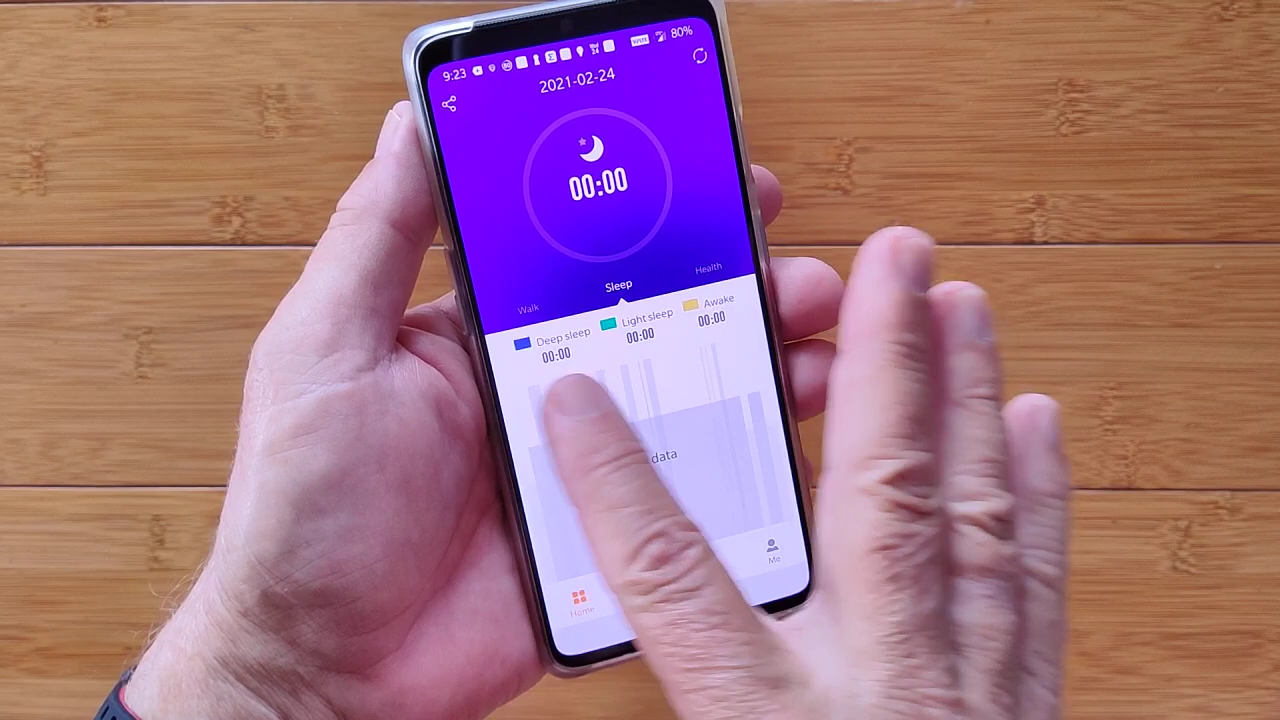 9:23 80%
2021-02-24
00:00
Walk Sleep Health
Deep sleep Light sleep Awake
00:00 00:00 00:00
data
Home Me